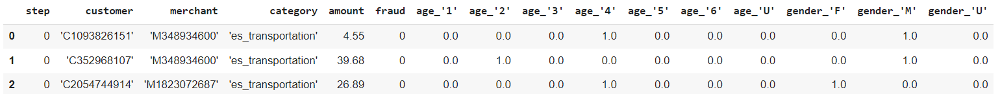 step customer merchant category amount fraud age_'1' age_'2' age_'3' age_'4' age_'5' age_'6' age_'U' gender_'F' gender_'M' gender_'U'
0 0 'C1093826151' 'M348934600' 'es_transportation' 4.55 0 0.0 0.0 0.0 1.0 0.0 0.0 0.0 0.0 1.0 0.0
1 0 'C352968107' 'M348934600' 'es_transportation' 39.68 0 0.0 1.0 0.0 0.0 0.0 0.0 0.0 0.0 1.0 0.0
2 0 'C2054744914' 'M1823072687' 'es_transportation' 26.89 0 0.0 0.0 0.0 1.0 0.0 0.0 0.0 1.0 0.0 0.0